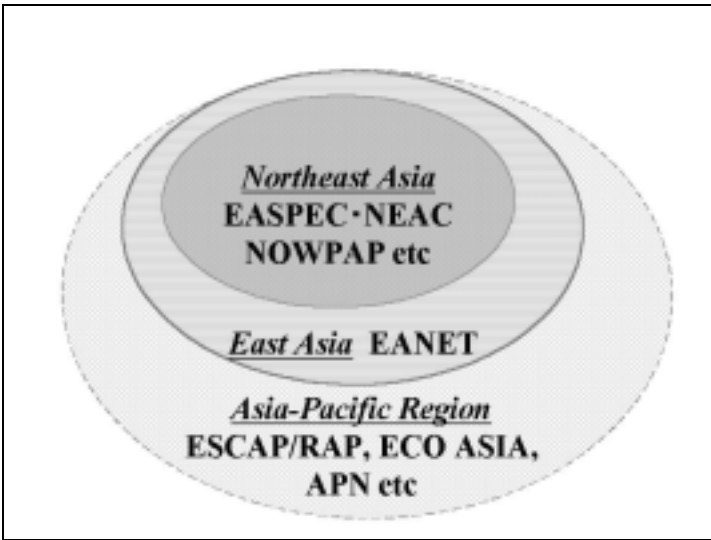 Northeast Asia
EASPEC・NEAC
NOWPAP etc
East Asia EANET
Asia-Pacific Region
ESCAP/RAP, ECO ASIA,
APN etc